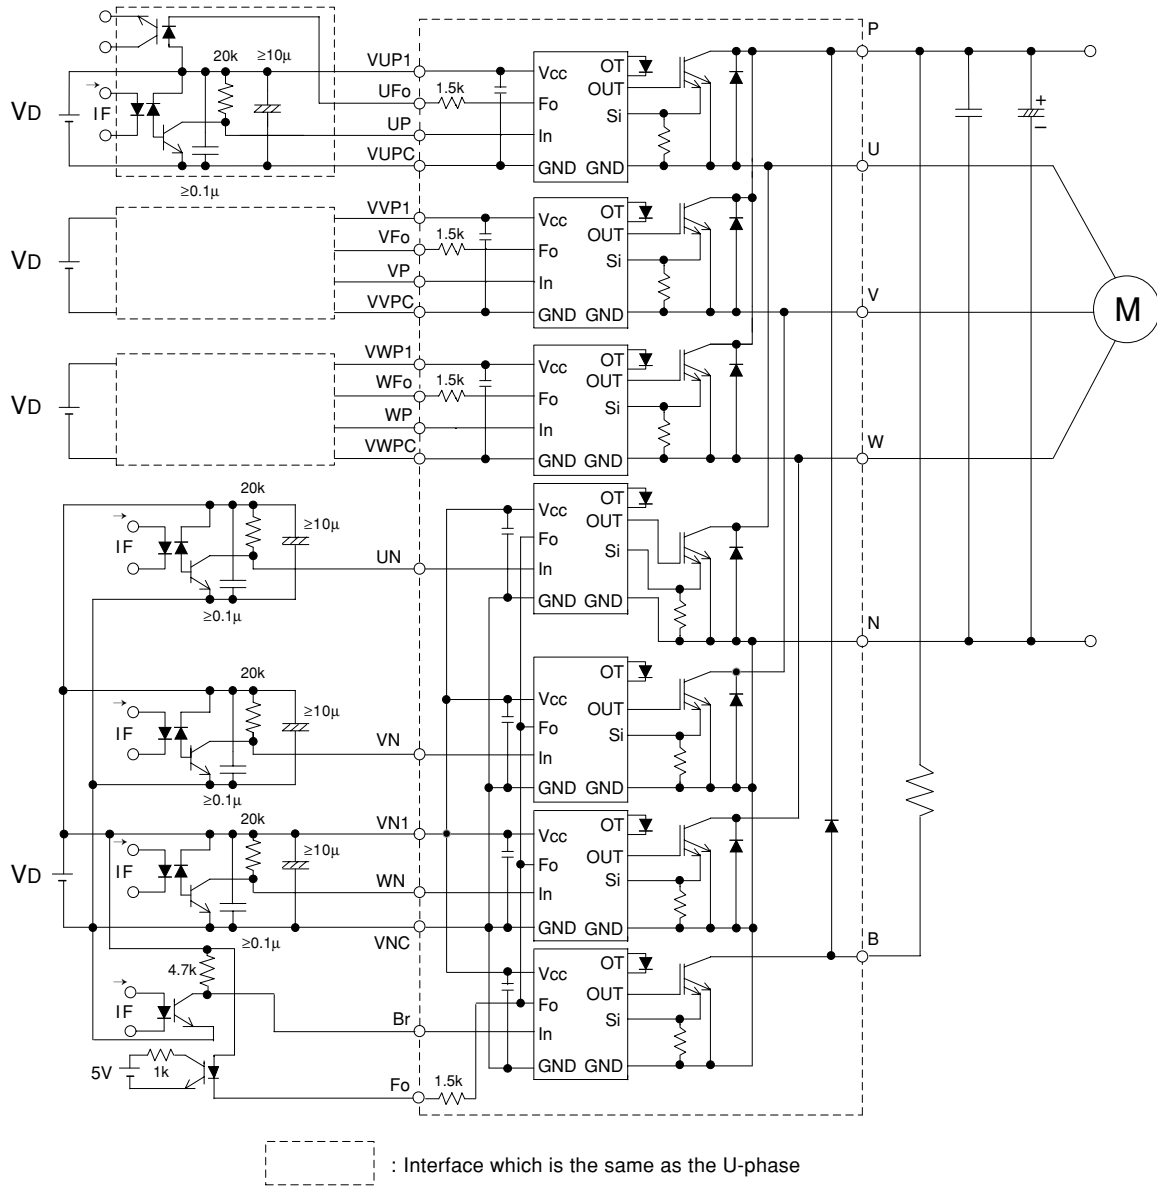 P
20k
≥10μ
VUP1
OT
Vcc
UFo
1.5k
OUT
Fo
VD
IF
UP
Si
In
+
–
VUPC
GND GND
U
≥0.1μ
VVP1
Vcc
OT
VFo
1.5k
OUT
Fo
VD
Si
VP
In
VVPC
GND GND
V
M
VWP1
Vcc
OT
WFo
1.5k
OUT
Fo
VD
Si
WP
In
VWPC
GND GND
W
20k
OT
Vcc
≥10μ
OUT
IF
Fo
UN
Si
In
GND GND
≥0.1μ
N
20k
OT
Vcc
≥10μ
OUT
IF
Fo
VN
Si
In
GND GND
≥0.1μ
20k
VN1
Vcc
OT
≥10μ
OUT
Fo
VD
IF
WN
Si
In
GND GND
VNC
≥0.1μ
B
4.7k
Vcc
OT
OUT
IF
Fo
Br
Si
In
5V
1k
GND GND
Fo
1.5k
: Interface which is the same as the U-phase